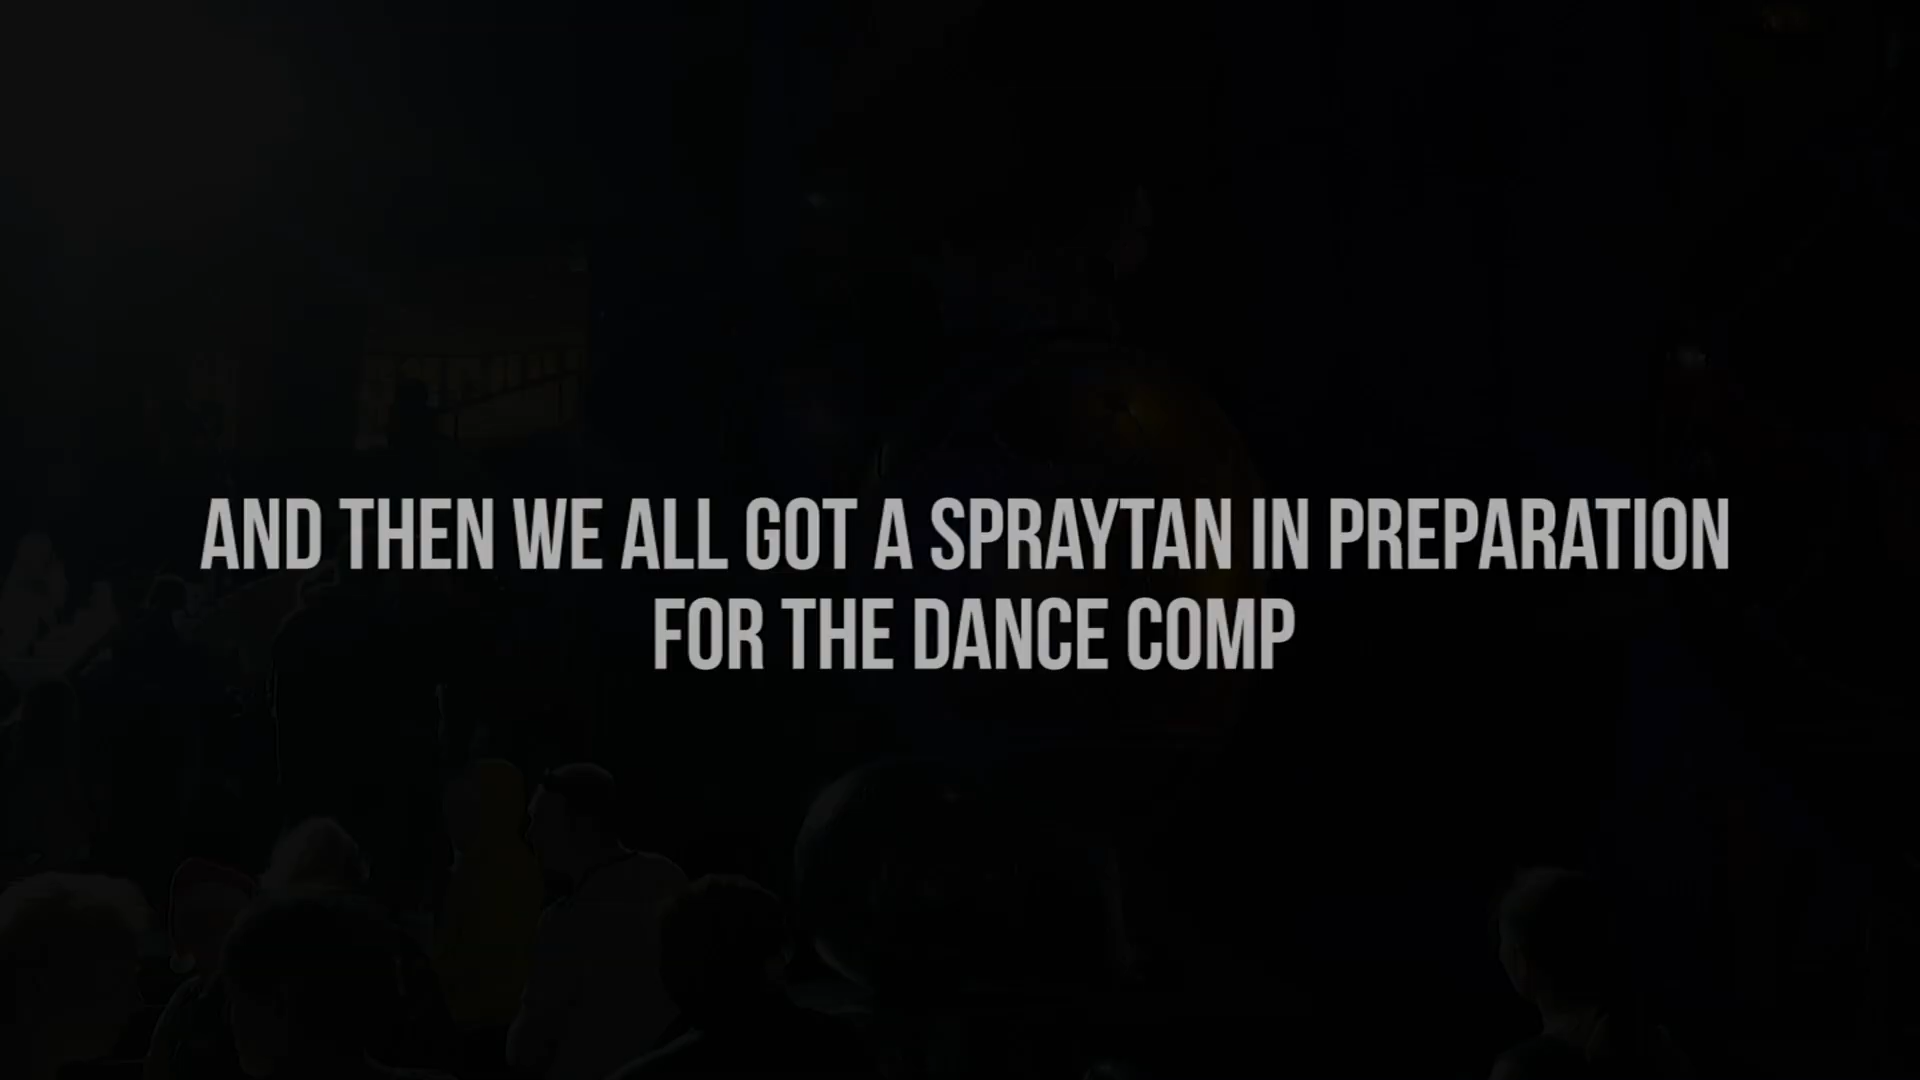 AND THEN WE ALL GOT A SPRAYTAN IN PREPARATION
FOR THE DANCE COMP